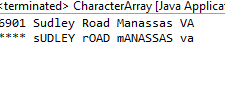 <terminated> CharacterArray [Java Applicat
6901 Sudley Road Manassas VA
**** sUDLEY rOAD mANASSAS va